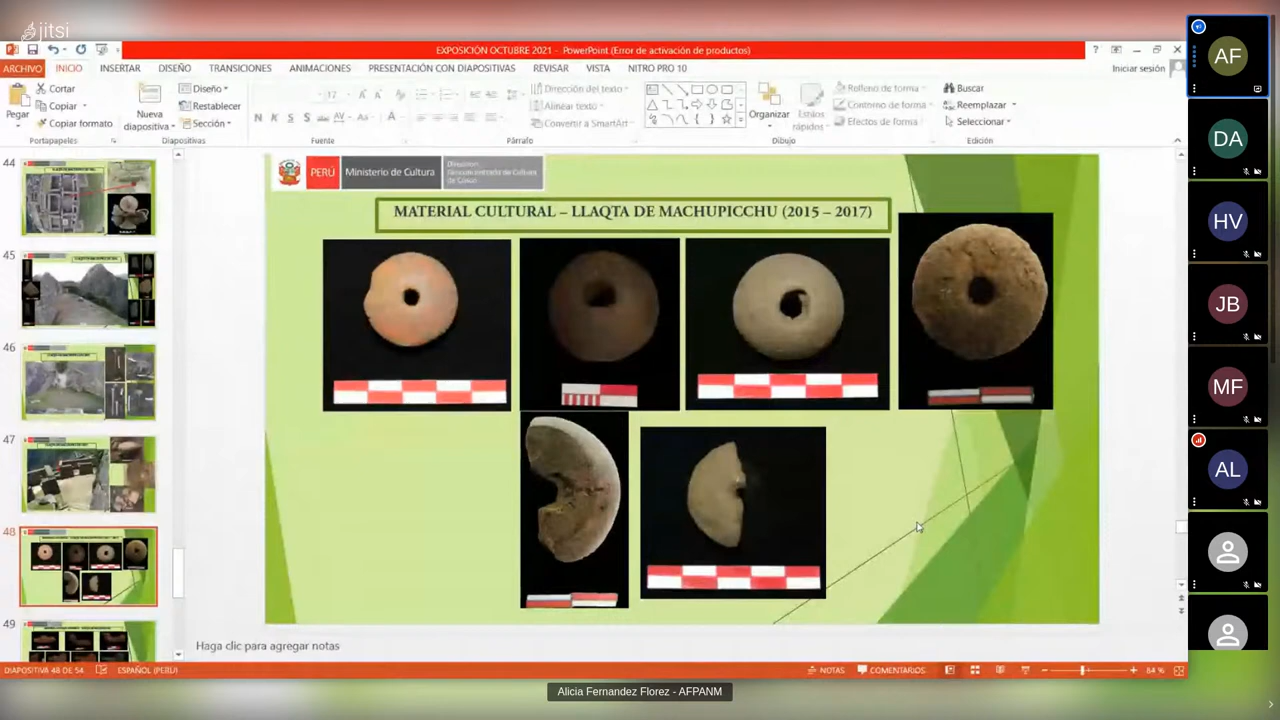 jitsi
EXPOSICIÓN OCTUBRE 2021 - PowerPoint (Error de activación de productos)
ARCHIVO INICIO INSERTAR DISEÑO TRANSICIONES ANIMACIONES PRESENTACIÓN CON DIAPOSITIVAS REVISAR VISTA NITRO PRO 10 Iniciar sesión
Pegar
Cortar
Copiar
Copiar formato
Portapapeles
Nueva
diapositiva
Diseño
Restablecer
Sección
Diapositivas
N K S S abc AV Aa A
Fuente
Dirección del texto
Alinear texto
Convertir a SmartArt
Párrafo
Organizar
Estilos
rápidos
Relleno de forma
Contorno de forma
Efectos de forma
Dibujo
Buscar
Reemplazar
Seleccionar
Edición
44
45
46
47
48
49
PERÚ
Ministerio de Cultura
Dirección
Desconcentrada de Cultura
de Cusco
MATERIAL CULTURAL – LLAQTA DE MACHUPICCHU (2015 – 2017)
Haga clic para agregar notas
DIAPOSITIVA 48 DE 54 ESPAÑOL (PERÚ) NOTAS COMENTARIOS 84 %
Alicia Fernandez Florez - AFPANM
AF
DA
HV
JB
MF
AL